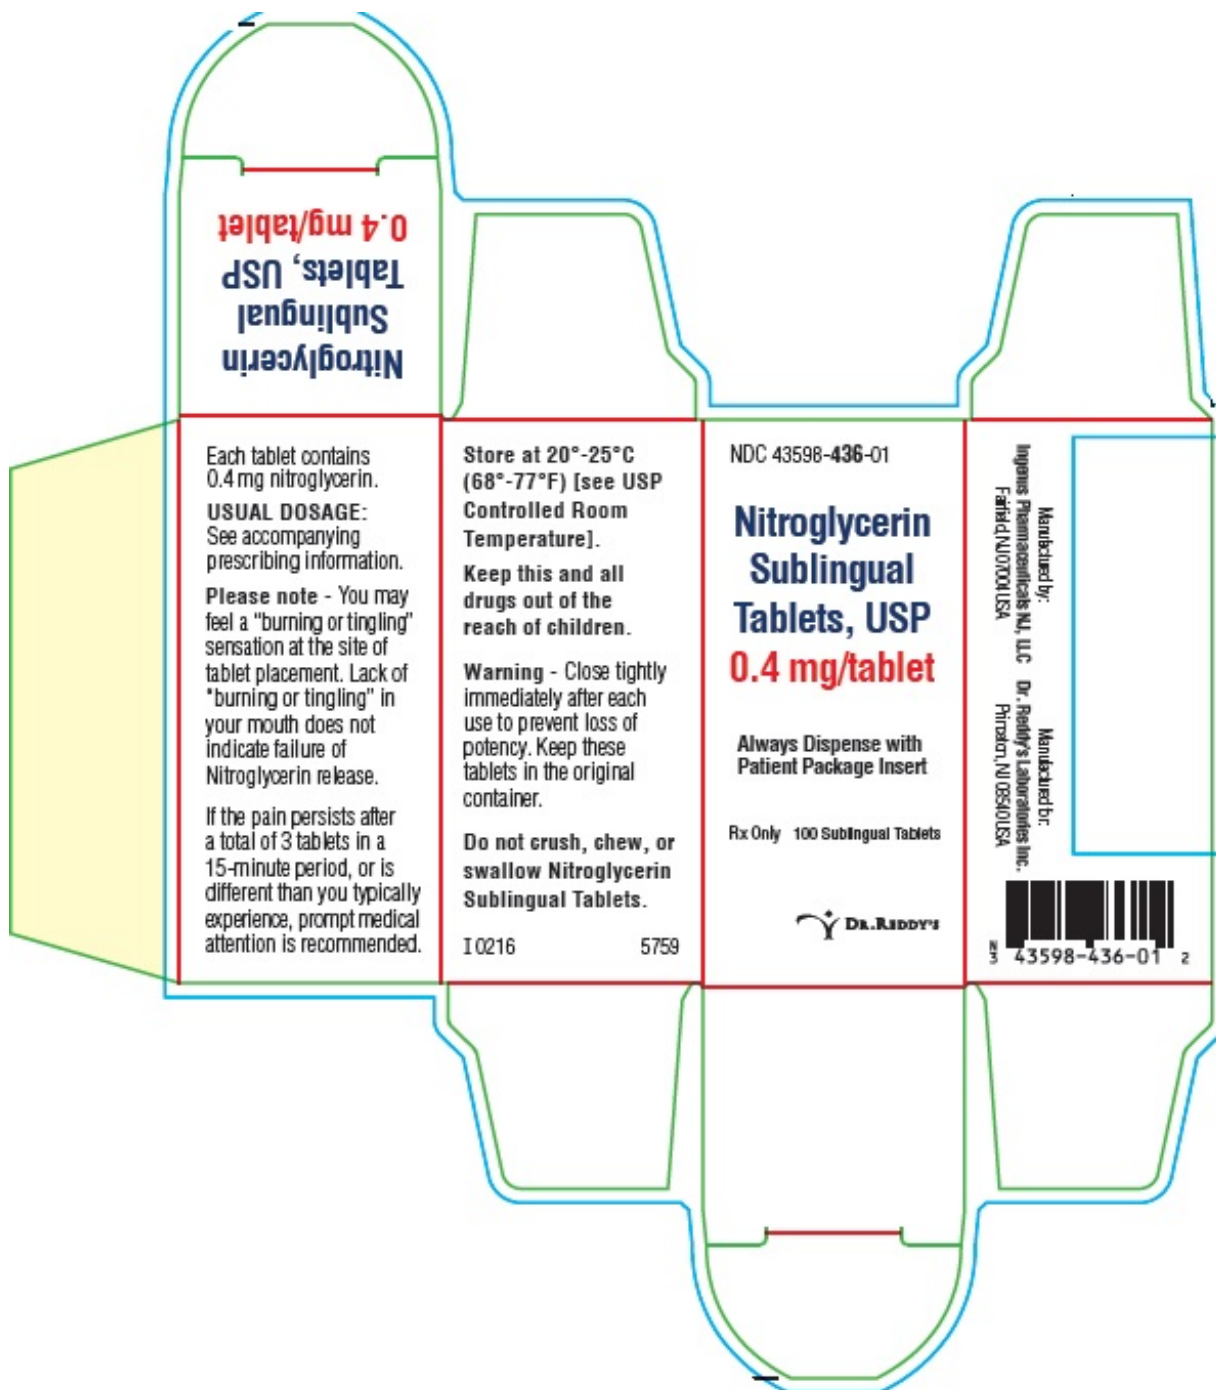 Nitroglycerin
Sublingual
Tablets, USP
0.4 mg/tablet
Each tablet contains
0.4 mg nitroglycerin.
USUAL DOSAGE:
See accompanying
prescribing information.
Please note - You may
feel a "burning or tingling"
sensation at the site of
tablet placement. Lack of
"burning or tingling" in
your mouth does not
indicate failure of
Nitroglycerin release.
If the pain persists after
a total of 3 tablets in a
15-minute period, or is
different than you typically
experience, prompt medical
attention is recommended.
Store at 20°-25°C
(68°-77°F) [see USP
Controlled Room
Temperature].
Keep this and all
drugs out of the
reach of children.
Warning - Close tightly
immediately after each
use to prevent loss of
potency. Keep these
tablets in the original
container.
Do not crush, chew, or
swallow Nitroglycerin
Sublingual Tablets.
I 0216 5759
NDC 43598-436-01
Nitroglycerin
Sublingual
Tablets, USP
0.4 mg/tablet
Always Dispense with
Patient Package Insert
Rx Only 100 Sublingual Tablets
DR.REDDY'S
Manufactured by:
Ingenus Pharmaceuticals NJ, LLC
Fairfield, NJ 07004 USA
Manufactured for:
Dr. Reddy's Laboratories Inc.
Princeton, NJ 08540 USA
N3 43598-436-01 2